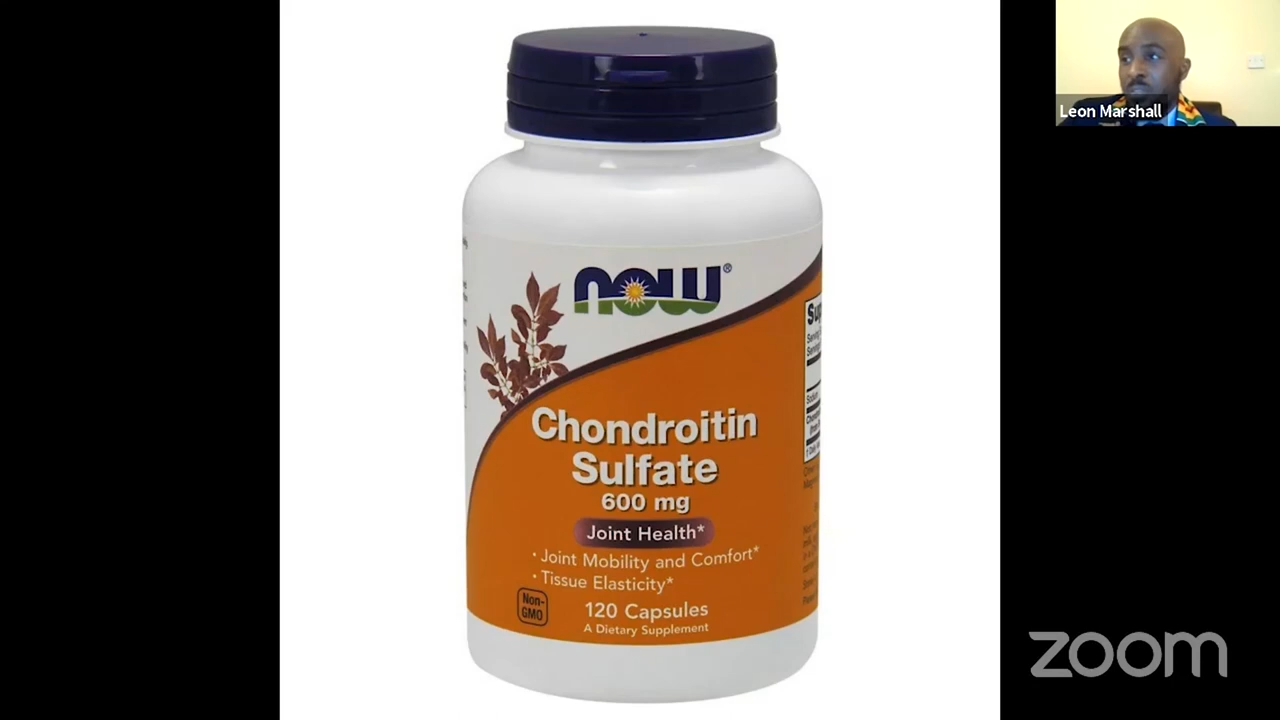 Leon Marshall
NOW®
Chondroitin
Sulfate
600 mg
Joint Health*
· Joint Mobility and Comfort*
· Tissue Elasticity*
Non-
GMO
120 Capsules
A Dietary Supplement
zoom